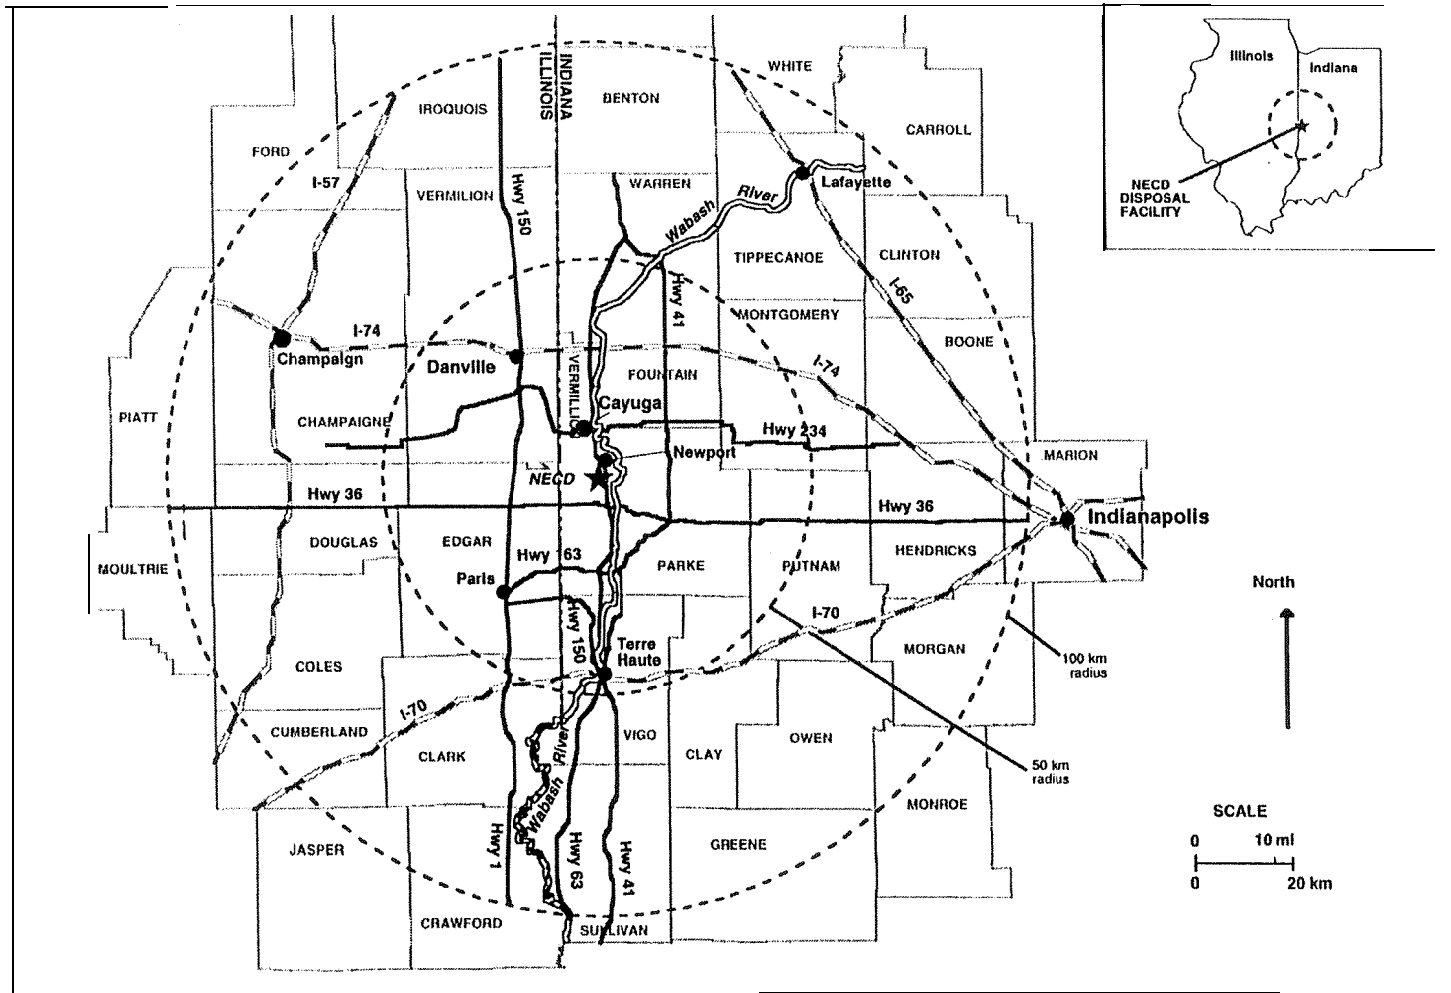 WHITE
INDIANA
ILLINOIS
IROQUOIS
BENTON
CARROLL
FORD
I-57
VERMILION
Hwy 150
WARREN
Lafayette
Wabash River
TIPPECANOE
CLINTON
I-65
Hwy 41
MONTGOMERY
BOONE
I-74
Champaign
Danville
VERMILLION
FOUNTAIN
I-74
Cayuga
PIATT
CHAMPAIGNE
Hwy 234
Newport
MARION
NECD
Hwy 36
Hwy 36
Indianapolis
DOUGLAS
EDGAR
Hwy 163
HENDRICKS
MOULTRIE
Paris
PARKE
PUTNAM
Hwy 150
I-70
Terre
Haute
MORGAN
COLES
100 km
radius
I-70
CUMBERLAND
CLARK
River
Wabash
VIGO
CLAY
OWEN
50 km
radius
MONROE
JASPER
Hwy 1
Hwy 63
Hwy 41
GREENE
CRAWFORD
SULLIVAN
Illinois
Indiana
NECD
DISPOSAL
FACILITY
North
SCALE
0 10 mi
0 20 km